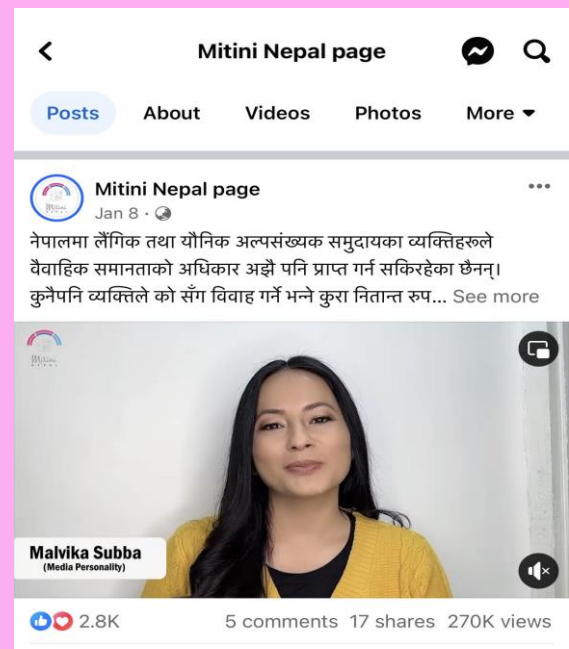 Mitini Nepal page
Posts About Videos Photos More
Mitini Nepal page
Jan 8 ·
नेपालमा लैंगिक तथा यौनिक अल्पसंख्यक समुदायका व्यक्तिहरूले
वैवाहिक समानताको अधिकार अझै पनि प्राप्त गर्न सकिरहेका छैनन्।
कुनैपनि व्यक्तिले को सँग विवाह गर्ने भन्ने कुरा नितान्त रुप... See more
Mitini
NEPAL
Malvika Subba
(Media Personality)
2.8K 5 comments 17 shares 270K views